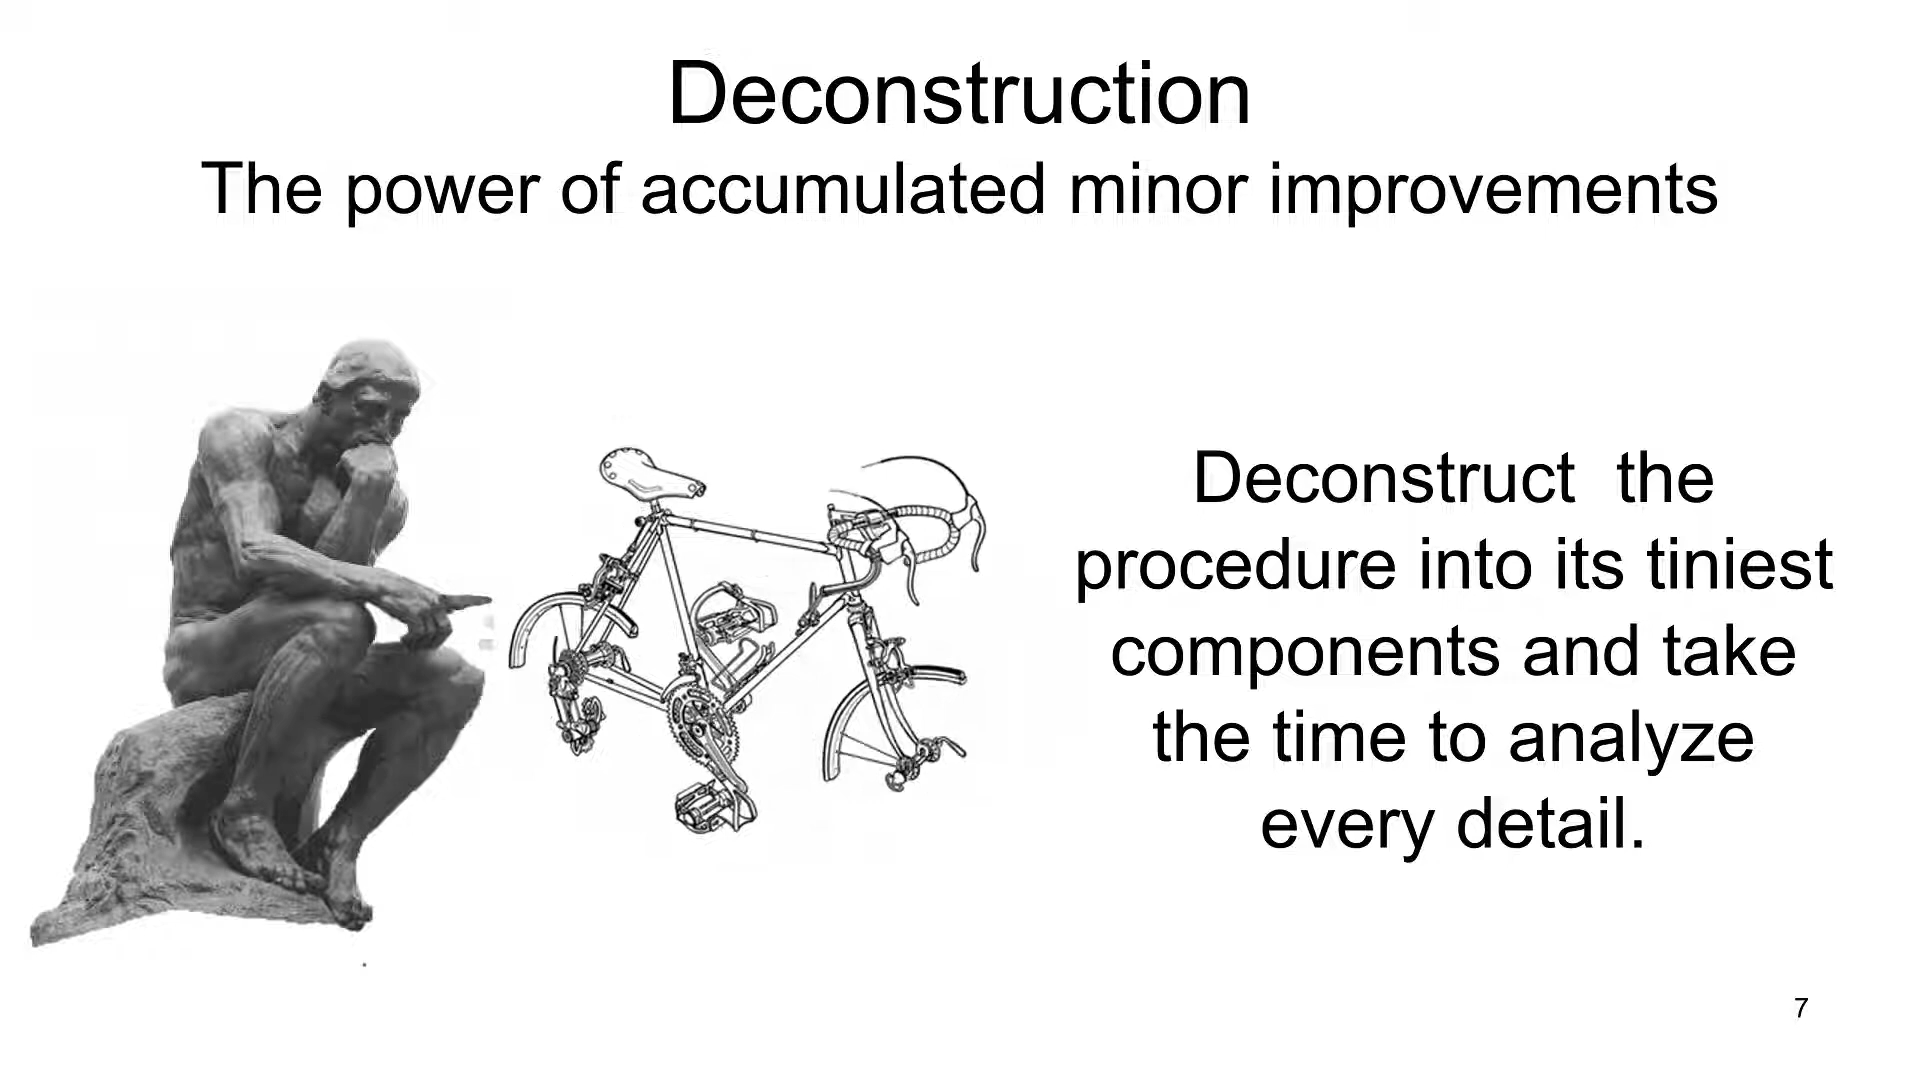 Deconstruction
The power of accumulated minor improvements
Deconstruct the
procedure into its tiniest
components and take
the time to analyze
every detail.
7